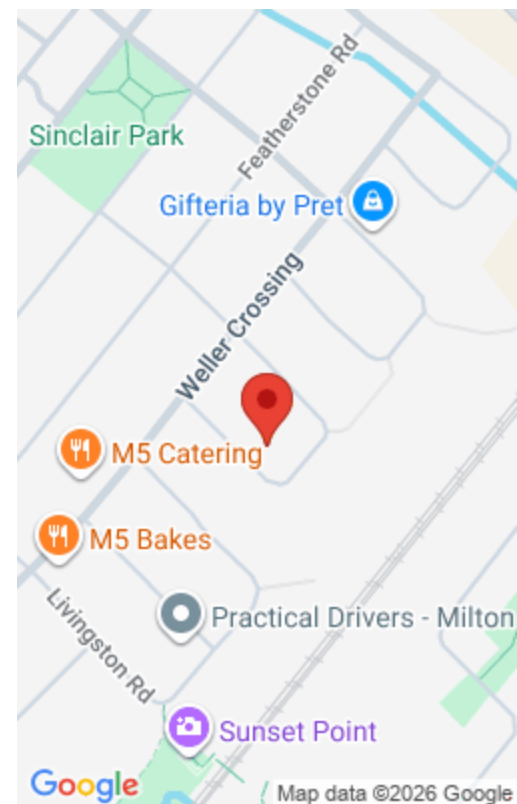 Featherstone Rd
Sinclair Park
Gifteria by Pret
Weller Crossing
M5 Catering
M5 Bakes
Livingston Rd
Practical Drivers - Milton
Sunset Point
Google
Map data ©2026 Google